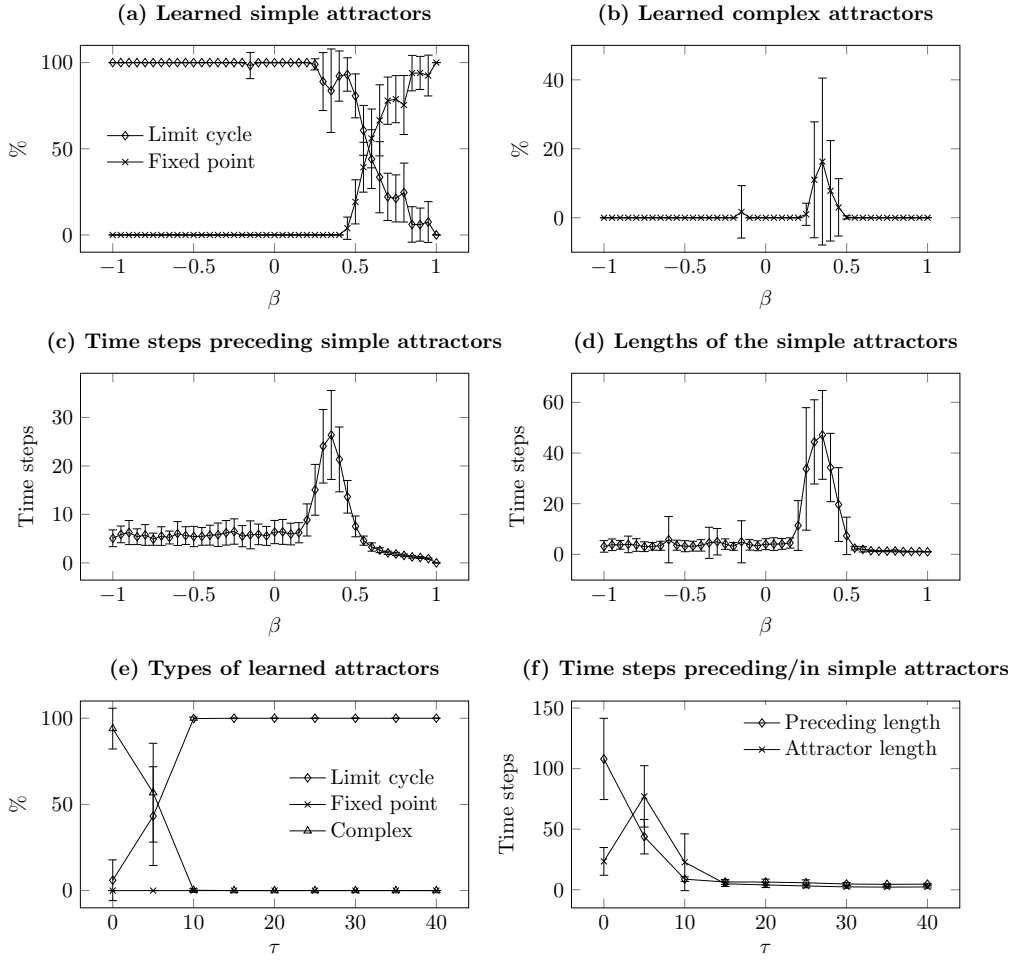 (a) Learned simple attractors
100
50
0
%
Limit cycle
Fixed point
−1
−0.5
0
0.5
1
β
(b) Learned complex attractors
40
20
0
%
−1
−0.5
0
0.5
1
β
(c) Time steps preceding simple attractors
30
20
10
0
Time steps
−1
−0.5
0
0.5
1
β
(d) Lengths of the simple attractors
60
40
20
0
Time steps
−1
−0.5
0
0.5
1
β
(e) Types of learned attractors
100
50
0
%
Limit cycle
Fixed point
Complex
0
10
20
30
40
τ
(f) Time steps preceding/in simple attractors
150
100
50
0
Time steps
Preceding length
Attractor length
0
10
20
30
40
τ